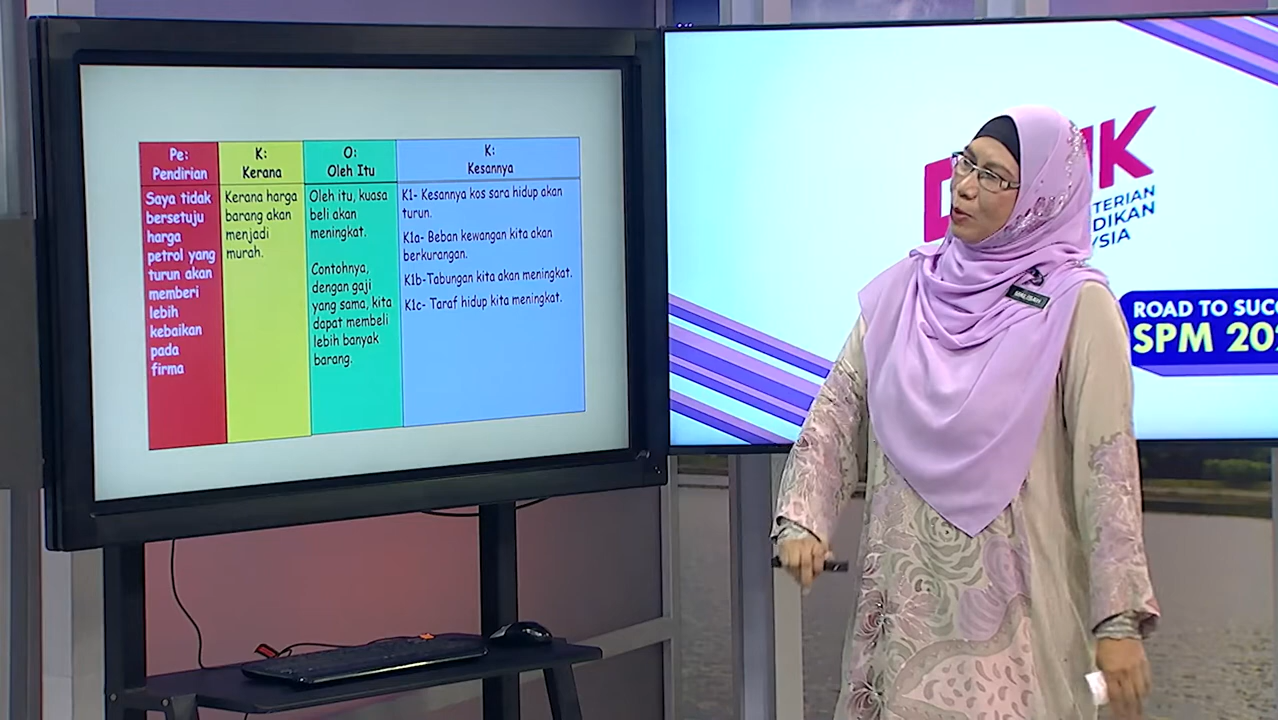 Pe:
Pendirian
K:
Kerana
O:
Oleh Itu
K:
Kesannya
Saya tidak
bersetuju
harga
petrol yang
turun akan
memberi
lebih
kebaikan
pada
firma
Kerana harga
barang akan
menjadi
murah.
Oleh itu, kuasa
beli akan
meningkat.
Contohnya,
dengan gaji
yang sama, kita
dapat membeli
lebih banyak
barang.
K1- Kesannya kos sara hidup akan
turun.
K1a- Beban kewangan kita akan
berkurangan.
K1b-Tabungan kita akan meningkat.
K1c- Taraf hidup kita meningkat.
ROAD TO
SPM